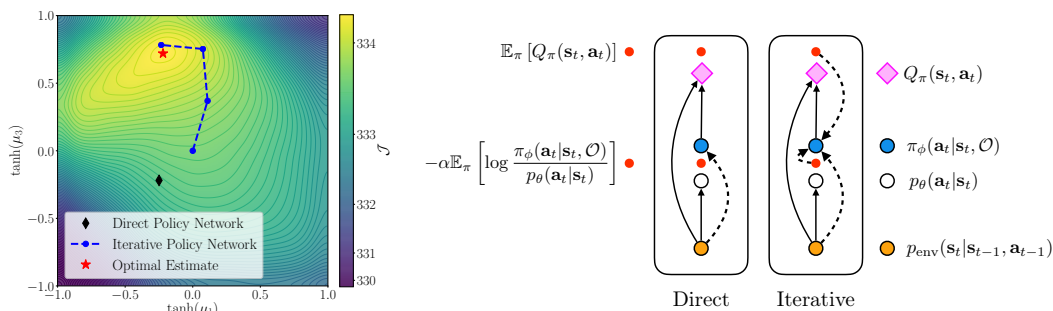 1.0
0.5
0.0
−0.5
−1.0
tanh(μ3)
−1.0
−0.5
0.0
0.5
1.0
tanh(μ1)
Direct Policy Network
Iterative Policy Network
Optimal Estimate
334
333
332
331
330
𝒥
𝔼π [Qπ(st, at)]
−α𝔼π [log πϕ(at|st, 𝒪) / pθ(at|st)]
Direct
Iterative
Qπ(st, at)
πϕ(at|st, 𝒪)
pθ(at|st)
penv(st|st−1, at−1)